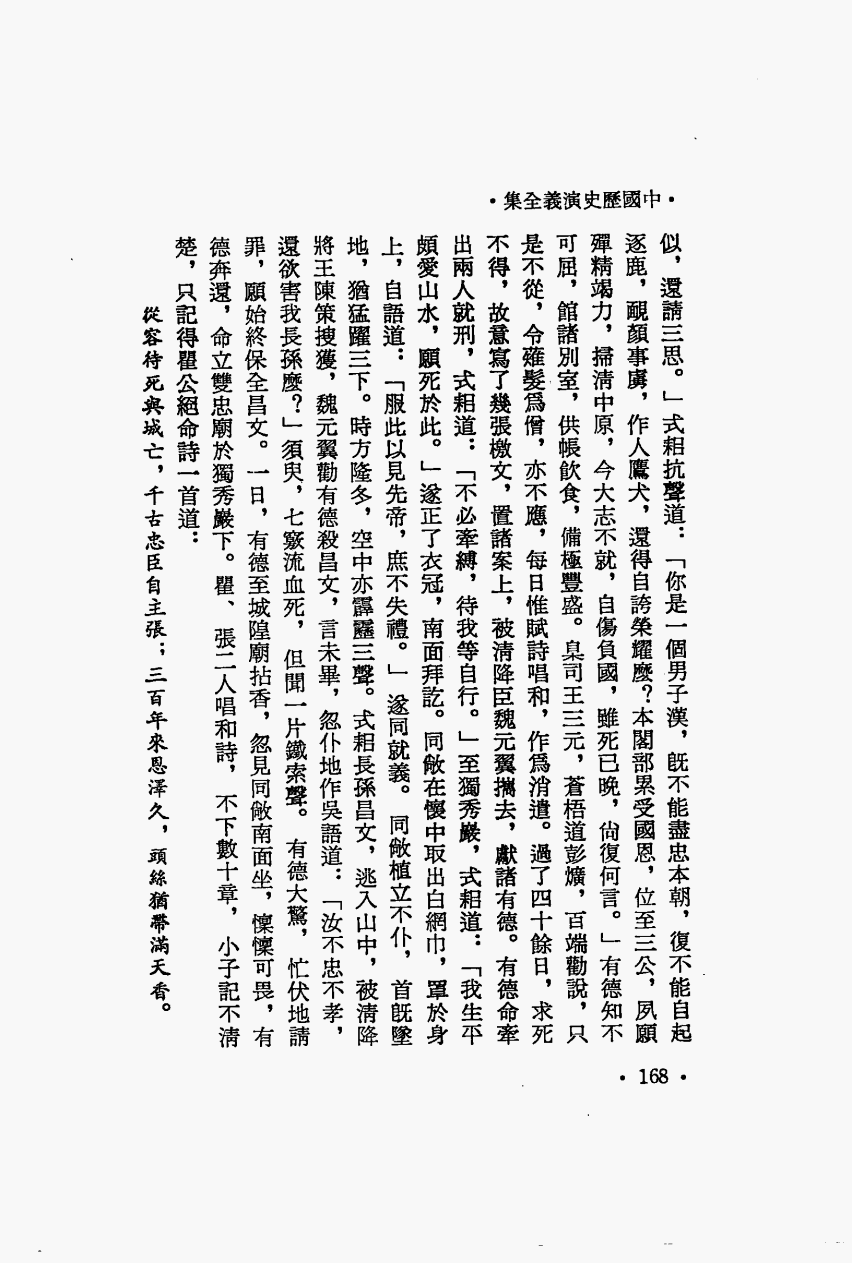 ·中國歷史演義全集·
似，還請三思。」式耜抗聲道：「你是一個男子漢，旣不能盡忠本朝，復不能自起
逐鹿，靦顏事虜，作人鷹犬，還得自誇榮耀麼？本閣部累受國恩，位至三公，夙願
殫精竭力，掃淸中原，今大志不就，自傷負國，雖死已晚，尙復何言。」有德知不
可屈，館諸別室，供帳飮食，備極豐盛。臬司王三元，蒼梧道彭爌，百端勸說，只
是不從，令薙髮爲僧，亦不應，每日惟賦詩唱和，作爲消遣。過了四十餘日，求死
不得，故意寫了幾張檄文，置諸案上，被淸降臣魏元翼攜去，獻諸有德。有德命牽
出兩人就刑，式耜道：「不必牽縛，待我等自行。」至獨秀巖，式耜道：「我生平
頗愛山水，願死於此。」遂正了衣冠，南面拜訖。同敞在懷中取出白網巾，罩於身
上，自語道：「服此以見先帝，庶不失禮。」遂同就義。同敞植立不仆，首旣墜
地，猶猛躍三下。時方隆冬，空中亦霹靂三聲。式耜長孫昌文，逃入山中，被淸降
將王陳策搜獲，魏元翼勸有德殺昌文，言未畢，忽仆地作吳語道：「汝不忠不孝，
還欲害我長孫麼？」須臾，七竅流血死，但聞一片鐵索聲。有德大驚，忙伏地請
罪，願始終保全昌文。一日，有德至城隍廟拈香，忽見同敞南面坐，懍懍可畏，有
德奔還，命立雙忠廟於獨秀巖下。瞿、張二人唱和詩，不下數十章，小子記不淸
楚，只記得瞿公絕命詩一首道：
從容待死與城亡，千古忠臣自主張；三百年來恩澤久，頭絲猶帶滿天香。
·168·